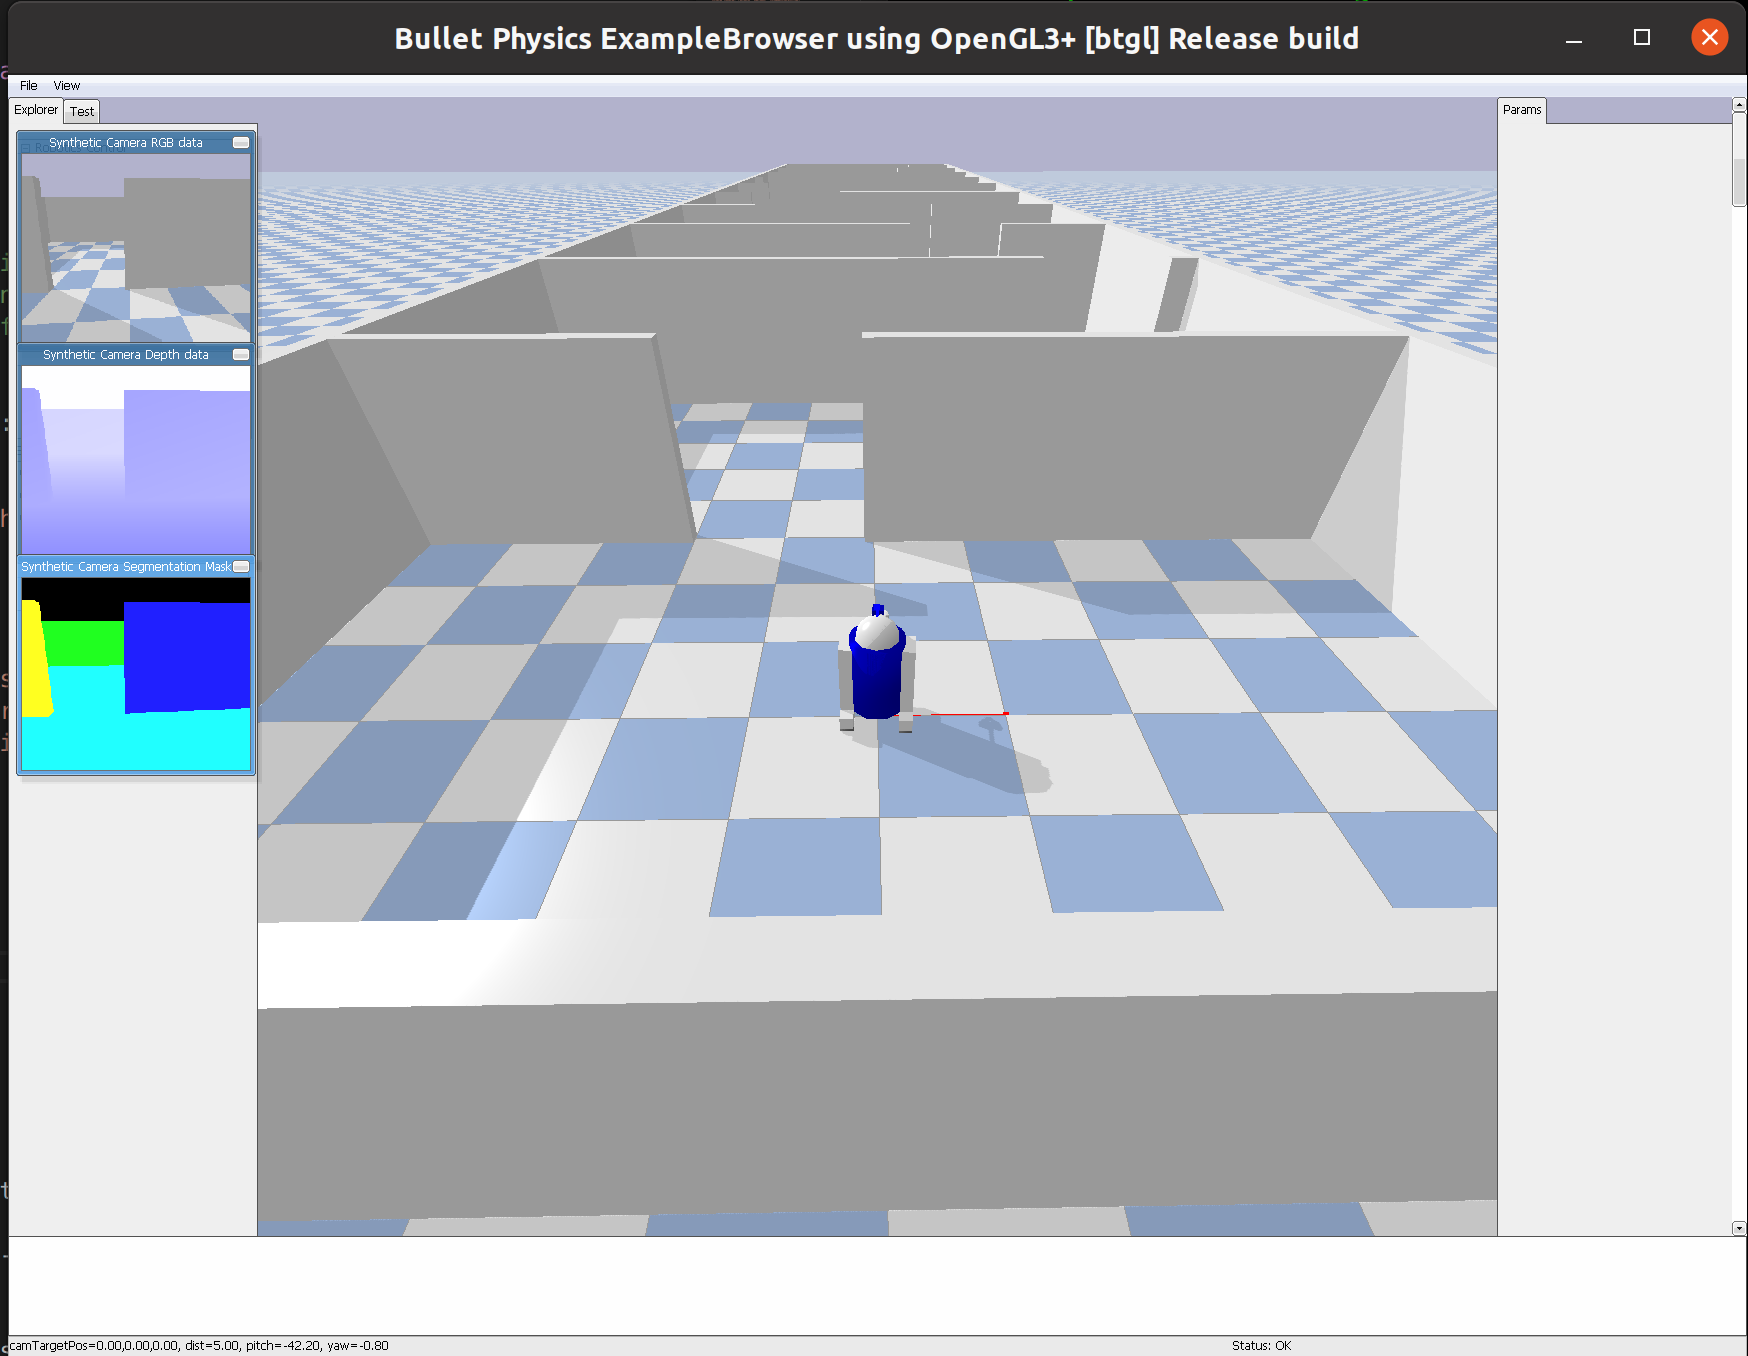 Bullet Physics ExampleBrowser using OpenGL3+ [btgl] Release build
File View
Explorer Test
Params
Synthetic Camera RGB data
Synthetic Camera Depth data
Synthetic Camera Segmentation Mask
camTargetPos=0.00,0.00,0.00, dist=5.00, pitch=-42.20, yaw=-0.80
Status: OK